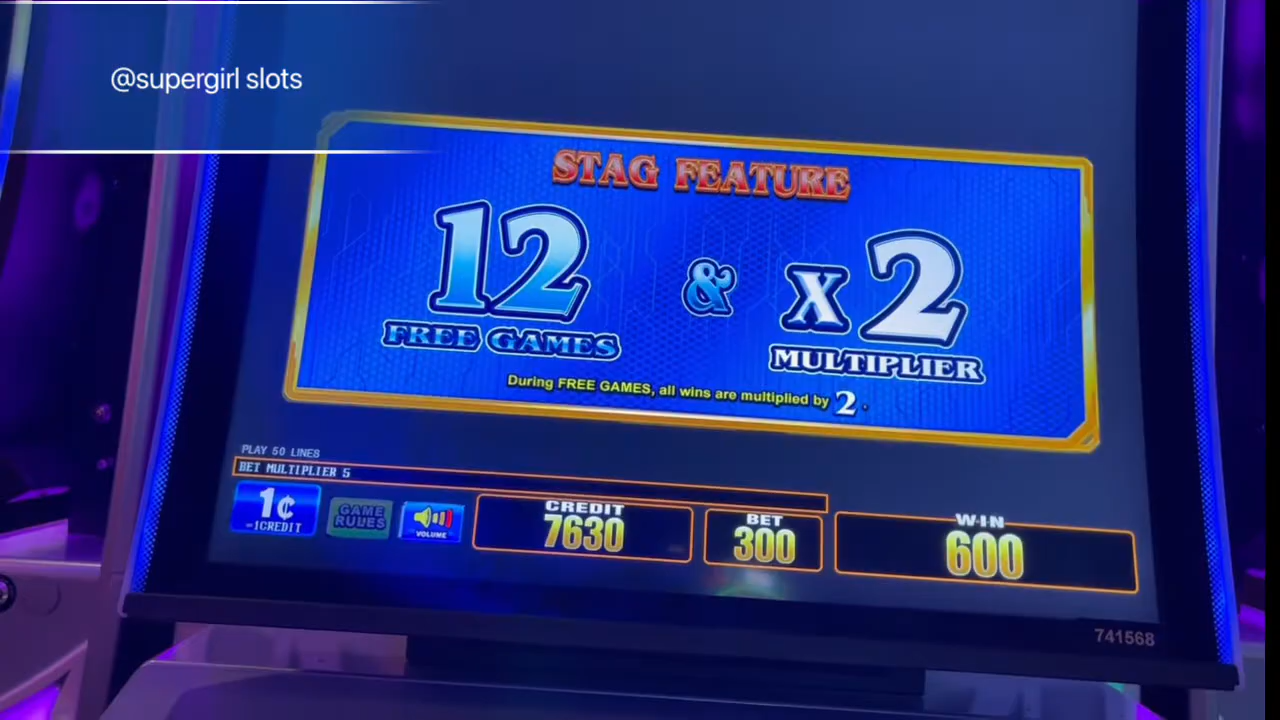 @supergirl slots
STAG FEATURE
12 & x2
FREE GAMES MULTIPLIER
During FREE GAMES, all wins are multiplied by 2.
PLAY 50 LINES
BET MULTIPLIER 5
1¢
=1CREDIT
GAME RULES
VOLUME
CREDIT
7630
BET
300
WIN
600
741568